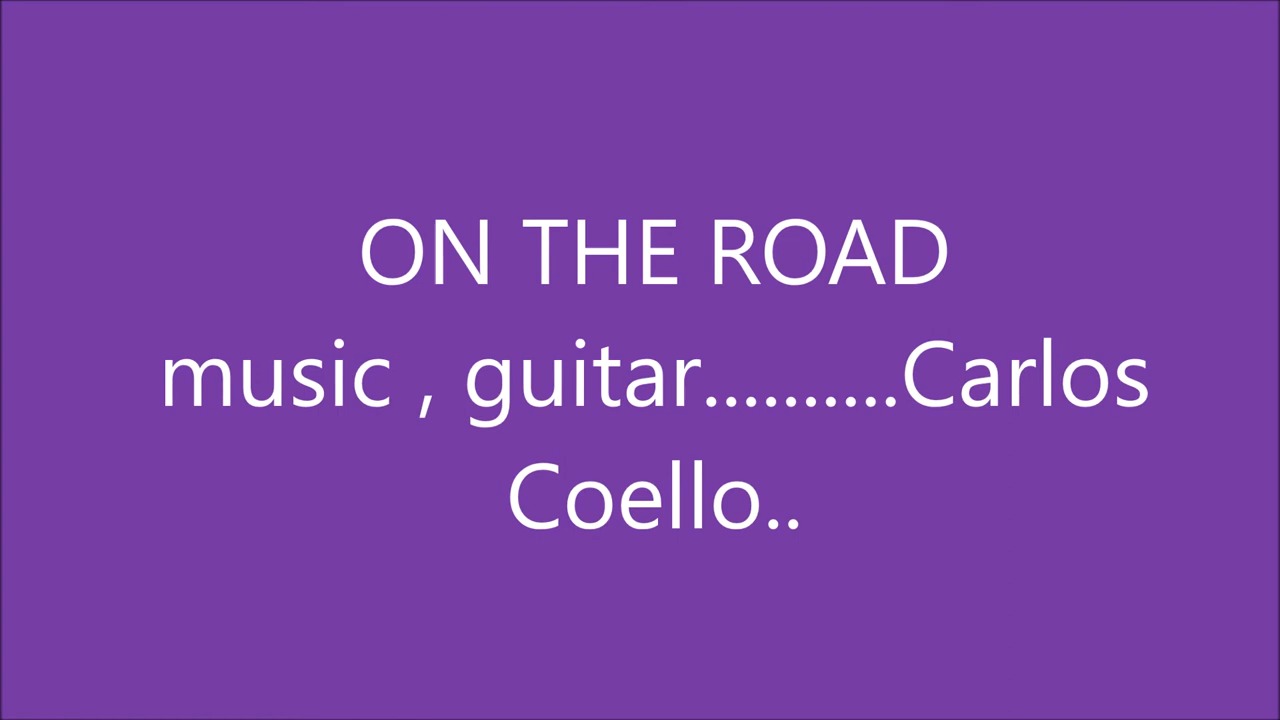 ON THE ROAD
music , guitar..........Carlos
Coello..